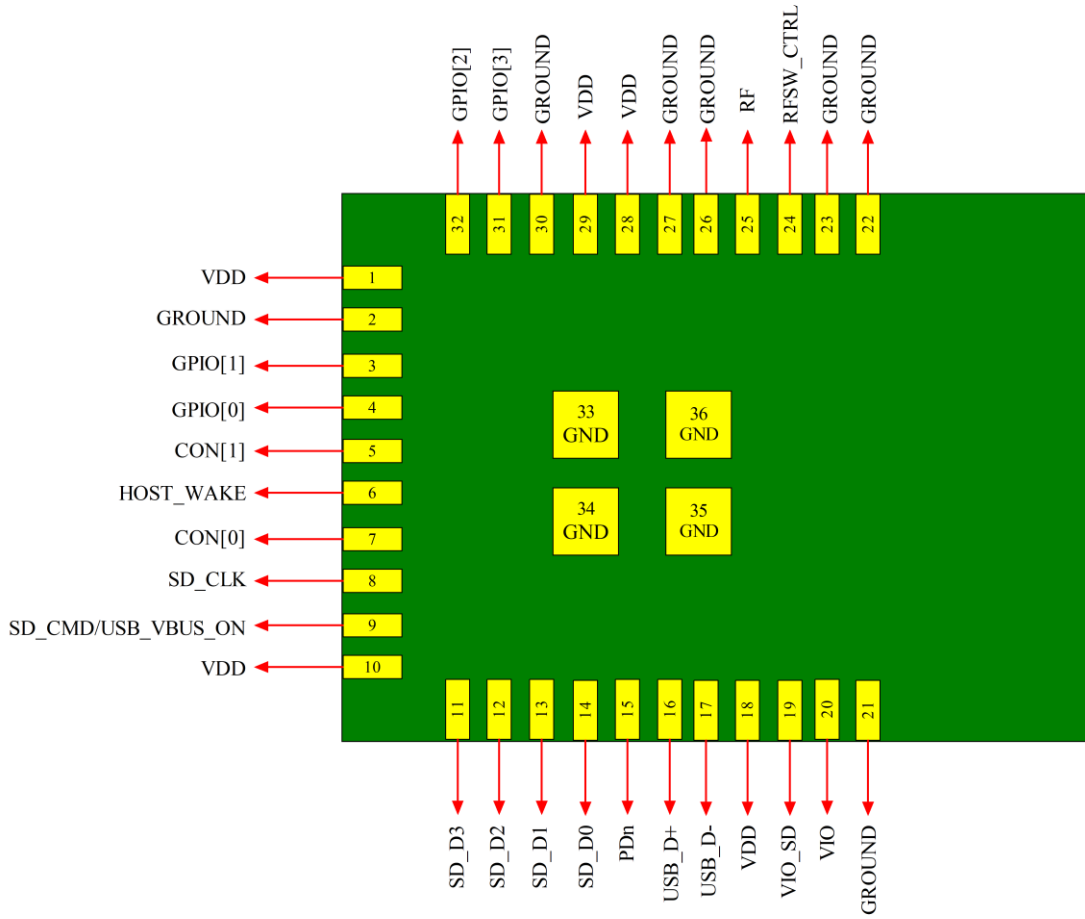 GPIO[2]
GPIO[3]
GROUND
VDD
VDD
GROUND
GROUND
RF
RFSW_CTRL
GROUND
GROUND
32
31
30
29
28
27
26
25
24
23
22
VDD
1
GROUND
2
GPIO[1]
3
GPIO[0]
4
CON[1]
5
HOST_WAKE
6
CON[0]
7
SD_CLK
8
SD_CMD/USB_VBUS_ON
9
VDD
10
33
GND
36
GND
34
GND
35
GND
11
12
13
14
15
16
17
18
19
20
21
SD_D3
SD_D2
SD_D1
SD_D0
PDn
USB_D+
USB_D-
VDD
VIO_SD
VIO
GROUND